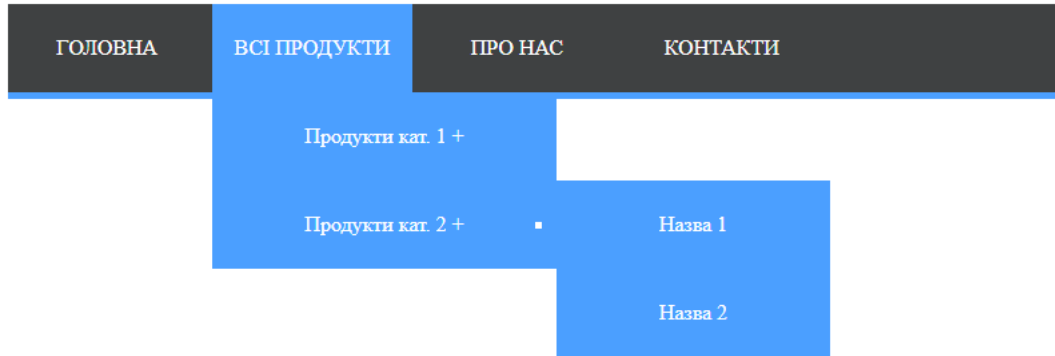 ГОЛОВНА ВСІ ПРОДУКТИ ПРО НАС КОНТАКТИ
Продукти кат. 1 +
Продукти кат. 2 + Назва 1
Назва 2